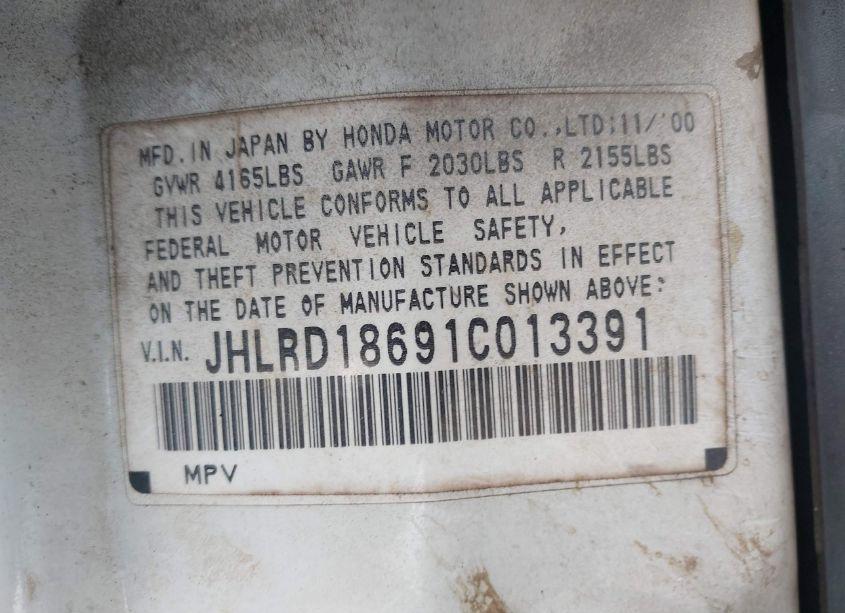 MFD.IN JAPAN BY HONDA MOTOR CO.,LTD;11/'00
GVWR 4165LBS GAWR F 2030LBS R 2155LBS
THIS VEHICLE CONFORMS TO ALL APPLICABLE
FEDERAL MOTOR VEHICLE SAFETY,
AND THEFT PREVENTION STANDARDS IN EFFECT
ON THE DATE OF MANUFACTURE SHOWN ABOVE:
V.I.N. JHLRD18691C013391
MPV